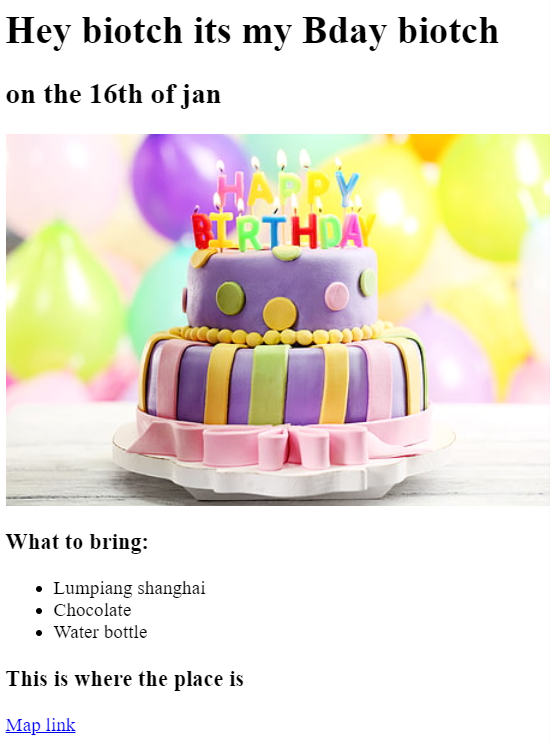 Hey biotch its my Bday biotch
on the 16th of jan
HAPPY
BIRTHDAY
What to bring:
Lumpiang shanghai
Chocolate
Water bottle
This is where the place is
Map link